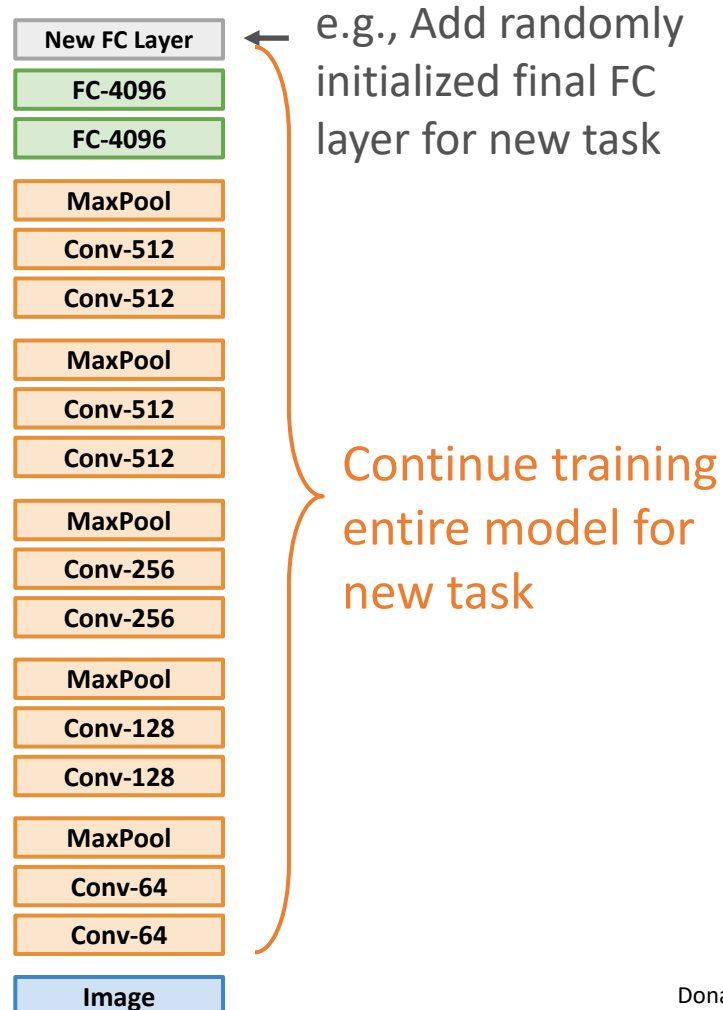 New FC Layer
e.g., Add randomly
initialized final FC
layer for new task
FC-4096
FC-4096
MaxPool
Conv-512
Conv-512
MaxPool
Conv-512
Conv-512
MaxPool
Conv-256
Conv-256
MaxPool
Conv-128
Conv-128
MaxPool
Conv-64
Conv-64
Image
Continue training
entire model for
new task
Dona